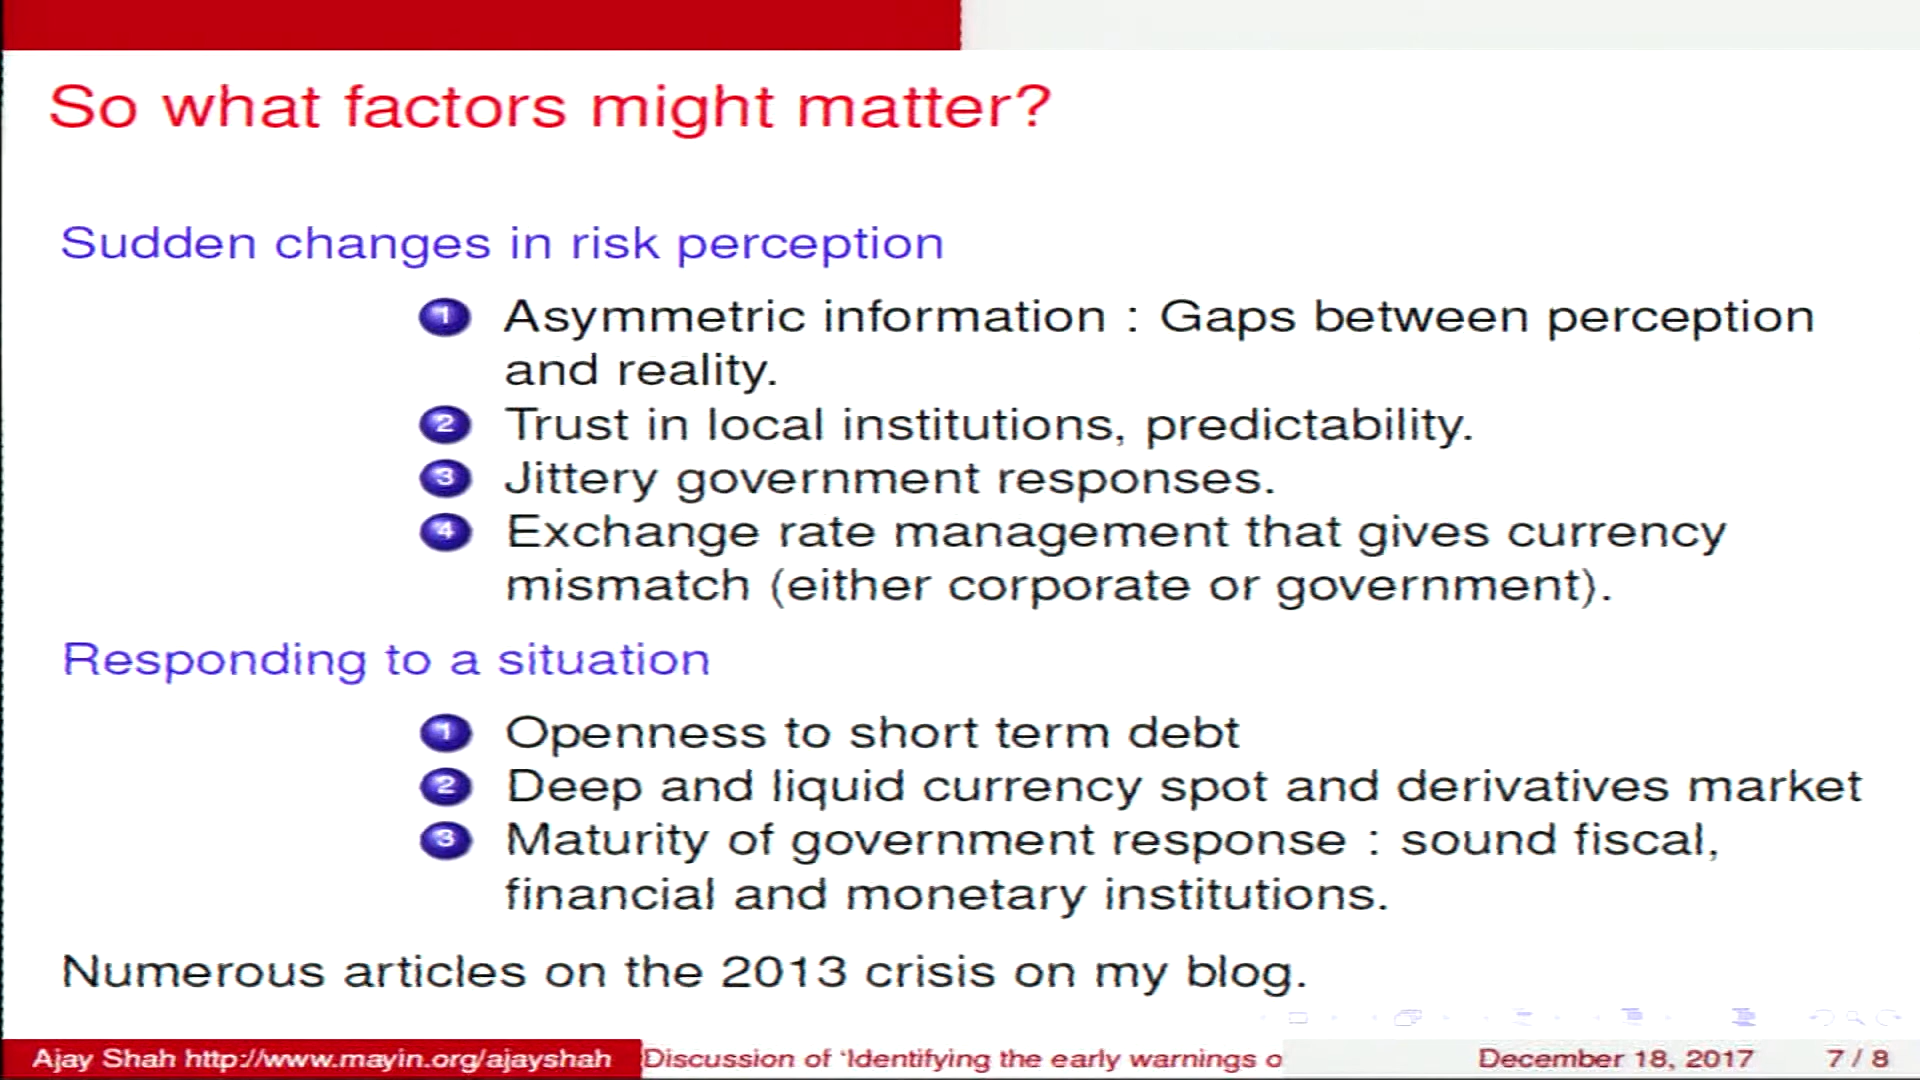 So what factors might matter?
Sudden changes in risk perception
1 Asymmetric information : Gaps between perception
and reality.
2 Trust in local institutions, predictability.
3 Jittery government responses.
4 Exchange rate management that gives currency
mismatch (either corporate or government).
Responding to a situation
1 Openness to short term debt
2 Deep and liquid currency spot and derivatives market
3 Maturity of government response : sound fiscal,
financial and monetary institutions.
Numerous articles on the 2013 crisis on my blog.
Ajay Shah http://www.mayin.org/ajayshah Discussion of ‘Identifying the early warnings o December 18, 2017 7 / 8